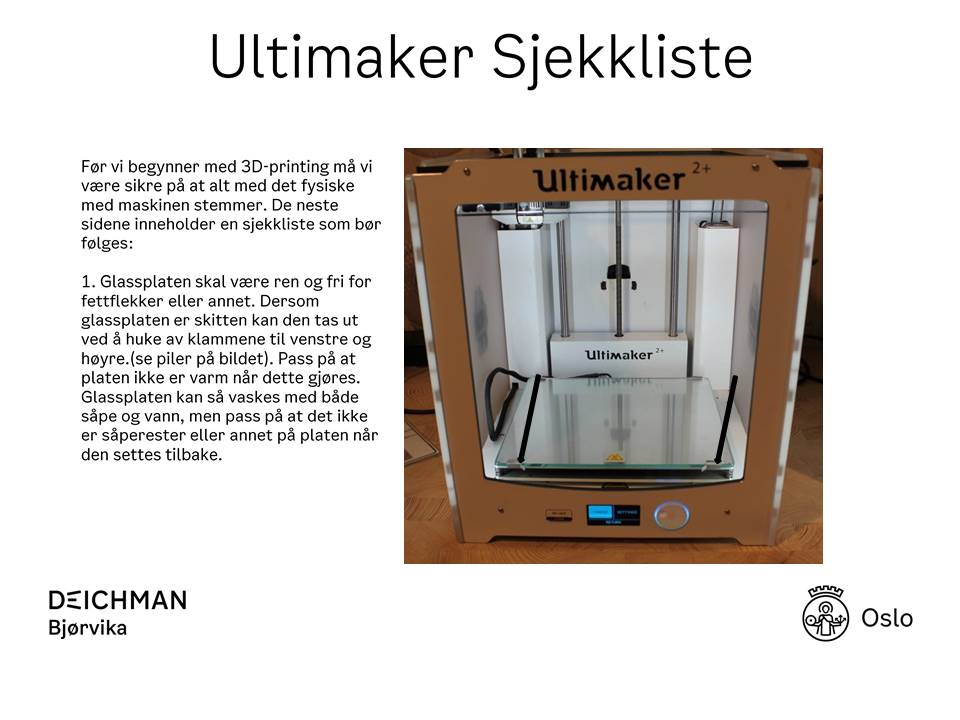 Ultimaker Sjekkliste
Før vi begynner med 3D-printing må vi
være sikre på at alt med det fysiske
med maskinen stemmer. De neste
sidene inneholder en sjekkliste som bør
følges:
1. Glassplaten skal være ren og fri for
fettflekker eller annet. Dersom
glassplaten er skitten kan den tas ut
ved å huke av klammene til venstre og
høyre.(se piler på bildet). Pass på at
platen ikke er varm når dette gjøres.
Glassplaten kan så vaskes med både
såpe og vann, men pass på at det ikke
er såperester eller annet på platen når
den settes tilbake.
Ultimaker 2+
Ultimaker 2+
SETTINGS
RETURN
DEICHMAN
Bjørvika
Oslo